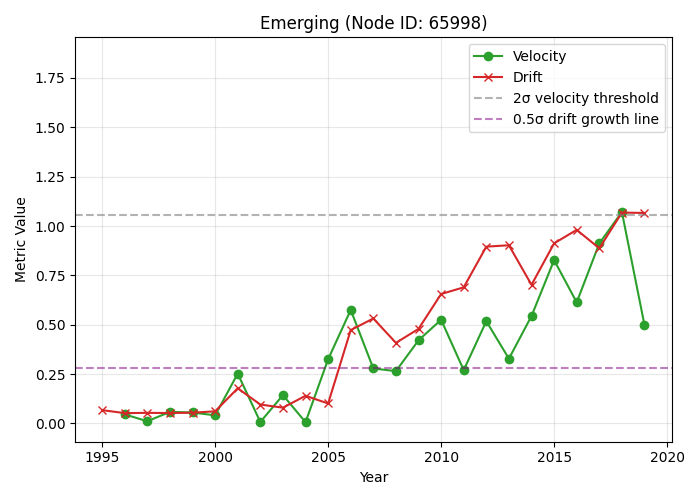 Emerging (Node ID: 65998)
Velocity
Drift
2σ velocity threshold
0.5σ drift growth line
Metric Value
1.75
1.50
1.25
1.00
0.75
0.50
0.25
0.00
1995 2000 2005 2010 2015 2020
Year